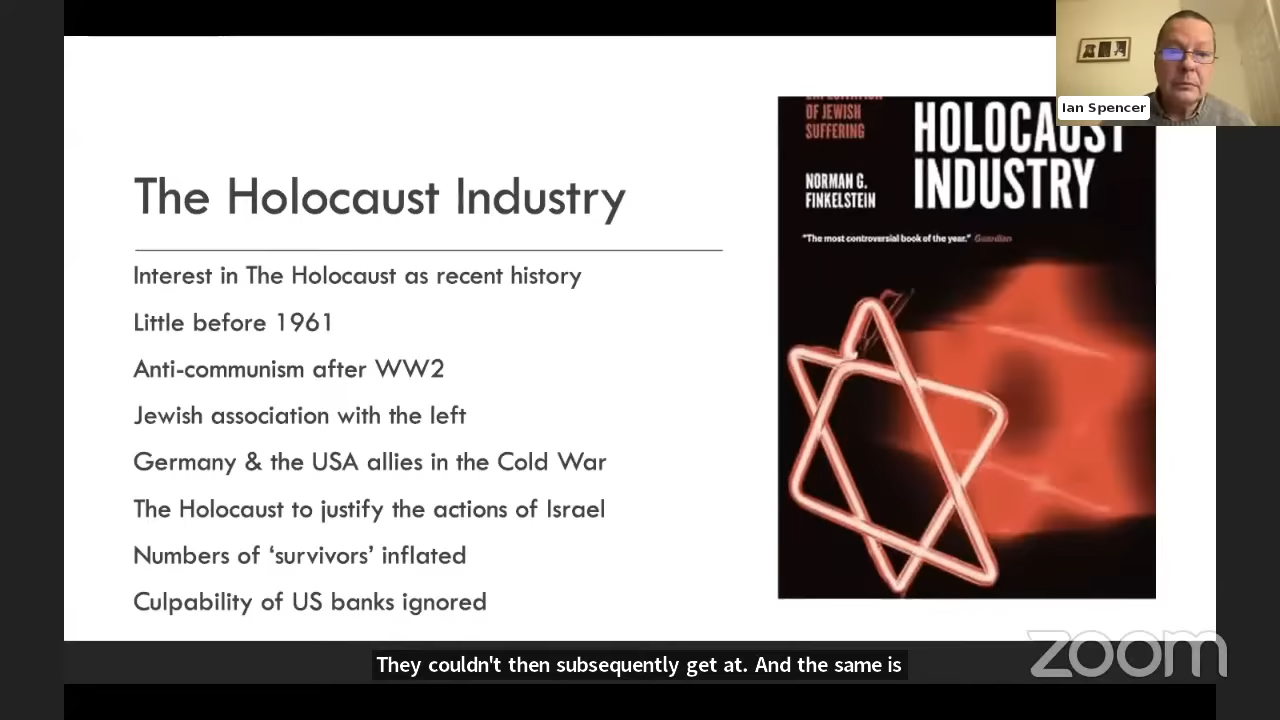 The Holocaust Industry
Interest in The Holocaust as recent history
Little before 1961
Anti-communism after WW2
Jewish association with the left
Germany & the USA allies in the Cold War
The Holocaust to justify the actions of Israel
Numbers of ‘survivors’ inflated
Culpability of US banks ignored
OF JEWISH
SUFFERING
HOLOCAUST
INDUSTRY
NORMAN G.
FINKELSTEIN
"The most controversial book of the year." Guardian
Ian Spencer
They couldn't then subsequently get at. And the same is
zoom